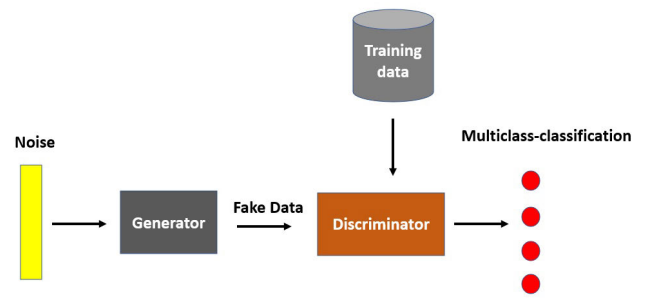 Training
data
Noise
Multiclass-classification
Generator
Fake Data
Discriminator